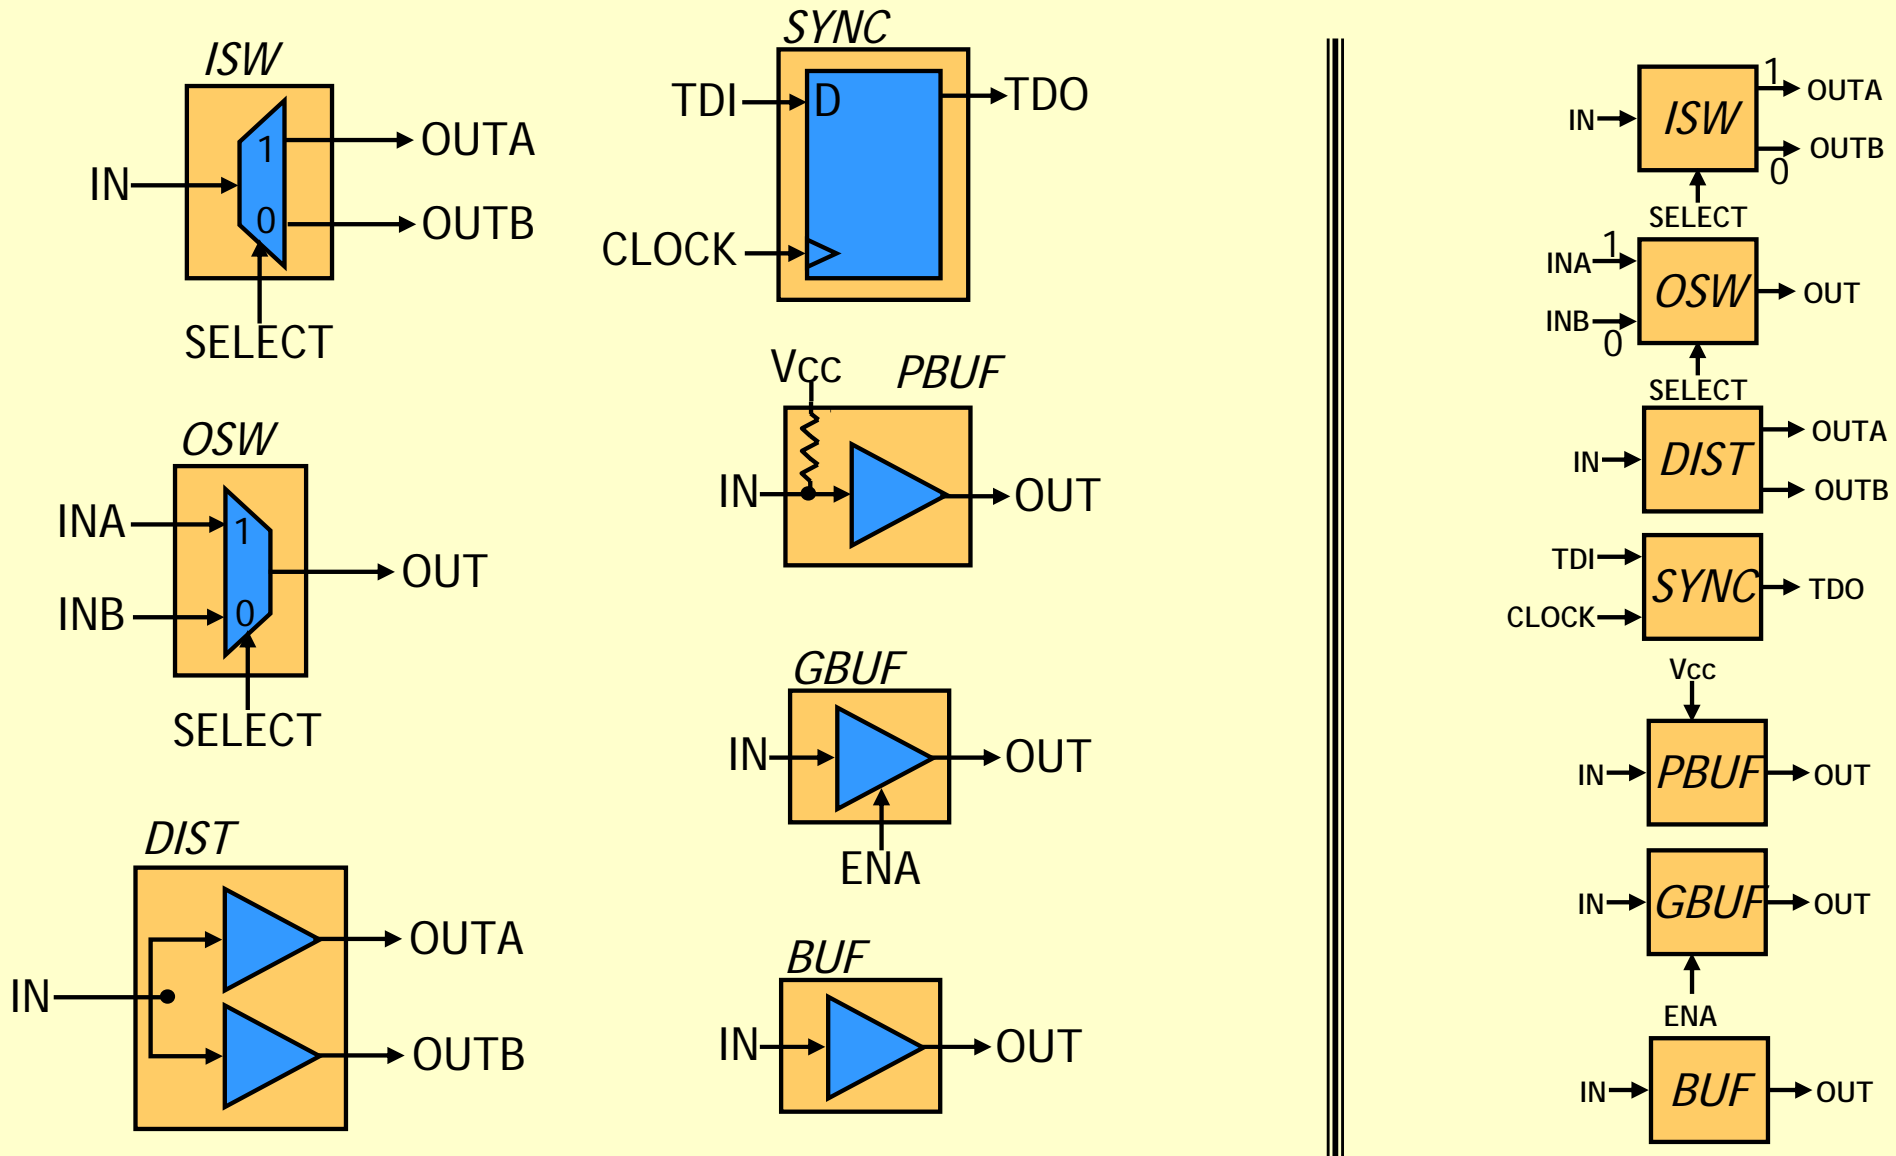 ISW
IN
1
0
OUTA
OUTB
SELECT
OSW
INA
INB
1
0
OUT
SELECT
DIST
IN
OUTA
OUTB
SYNC
TDI
D
TDO
CLOCK
Vcc
PBUF
IN
OUT
GBUF
IN
OUT
ENA
BUF
IN
OUT
IN
ISW
1
OUTA
OUTB
0
SELECT
INA
1
INB
0
OSW
OUT
SELECT
IN
DIST
OUTA
OUTB
TDI
CLOCK
SYNC
TDO
Vcc
IN
PBUF
OUT
IN
GBUF
OUT
ENA
IN
BUF
OUT